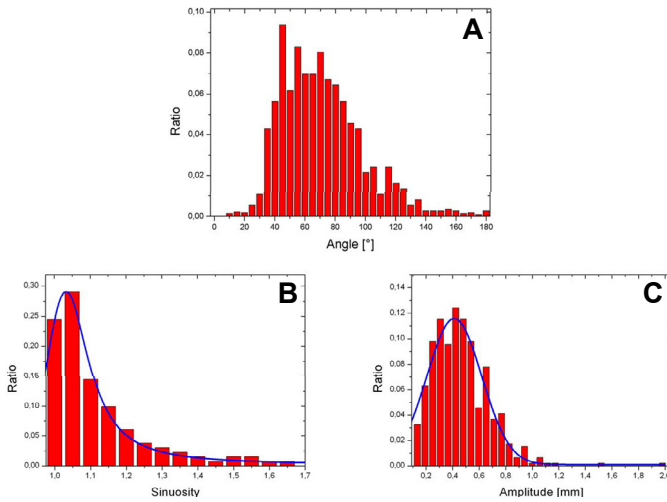 A
0,10
0,08
0,06
0,04
0,02
0,00
Ratio
0 20 40 60 80 100 120 140 160 180
Angle [°]
B
0,30
0,25
0,20
0,15
0,10
0,05
0,00
Ratio
1,0 1,1 1,2 1,3 1,4 1,5 1,6 1,7
Sinuosity
C
0,14
0,12
0,10
0,08
0,06
0,04
0,02
0,00
Ratio
0,2 0,4 0,6 0,8 1,0 1,2 1,4 1,6 1,8 2,0
Amplitude [mm]